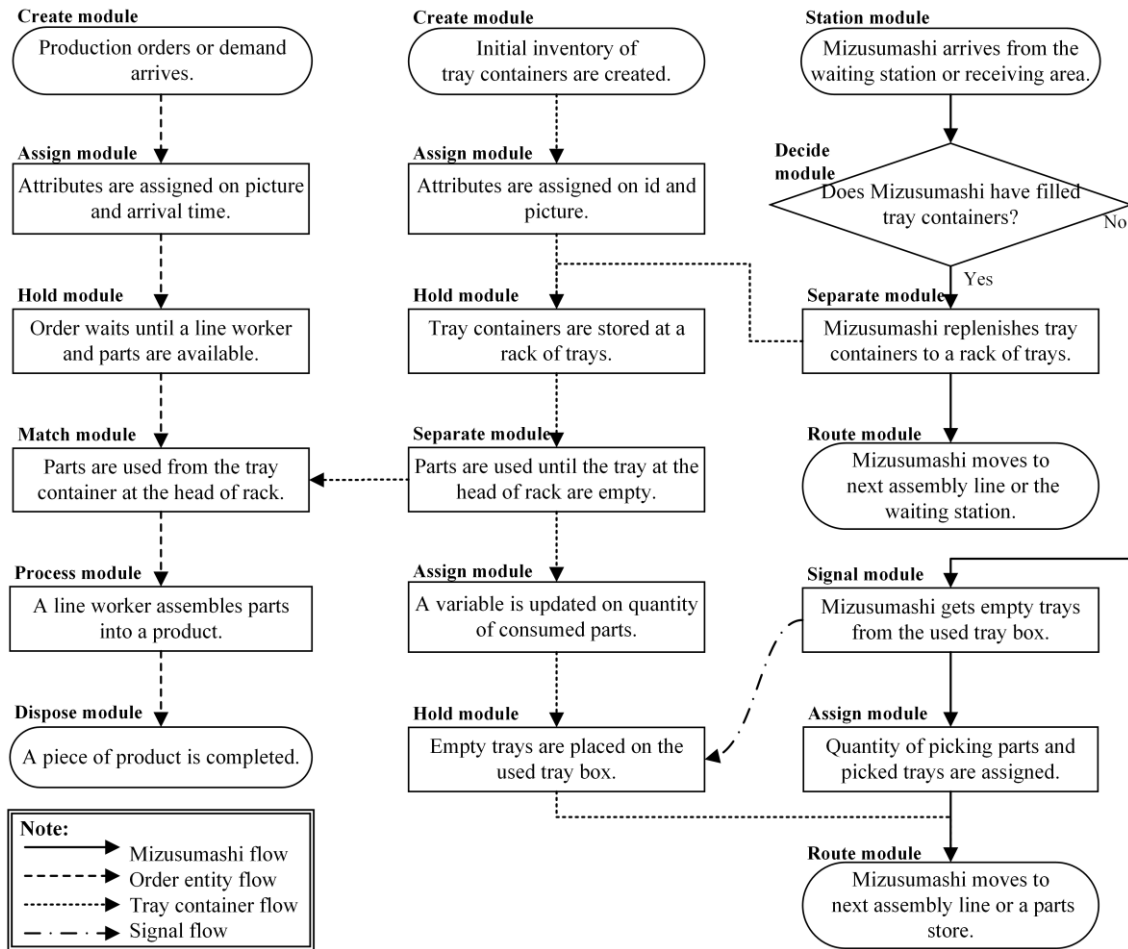 Create module
Production orders or demand
arrives.
Assign module
Attributes are assigned on picture
and arrival time.
Hold module
Order waits until a line worker
and parts are available.
Match module
Parts are used from the tray
container at the head of rack.
Process module
A line worker assembles parts
into a product.
Dispose module
A piece of product is completed.
Note:
Mizusumashi flow
Order entity flow
Tray container flow
Signal flow
Create module
Initial inventory of
tray containers are created.
Assign module
Attributes are assigned on id and
picture.
Hold module
Tray containers are stored at a
rack of trays.
Separate module
Parts are used until the tray at the
head of rack are empty.
Assign module
A variable is updated on quantity
of consumed parts.
Hold module
Empty trays are placed on the
used tray box.
Station module
Mizusumashi arrives from the
waiting station or receiving area.
Decide
module
Does Mizusumashi have filled
tray containers?
No
Yes
Separate module
Mizusumashi replenishes tray
containers to a rack of trays.
Route module
Mizusumashi moves to
next assembly line or the
waiting station.
Signal module
Mizusumashi gets empty trays
from the used tray box.
Assign module
Quantity of picking parts and
picked trays are assigned.
Route module
Mizusumashi moves to
next assembly line or a parts
store.